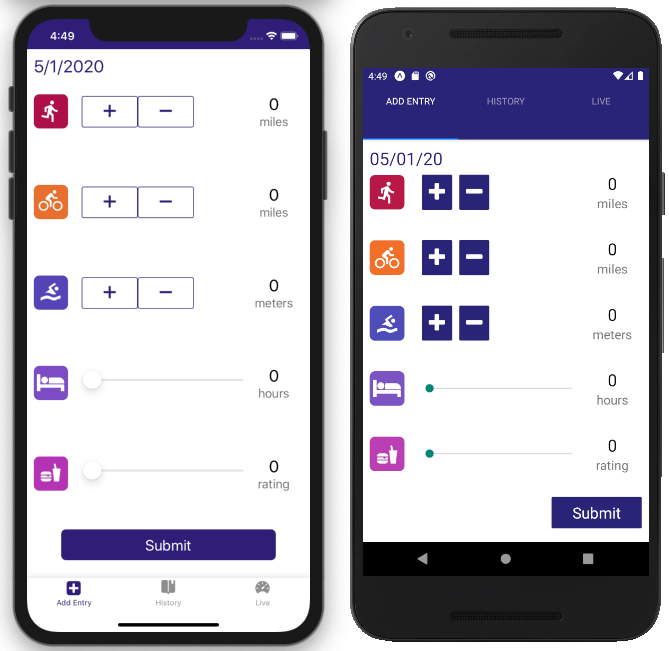 4:49
5/1/2020
+ −
0
miles
+ −
0
miles
+ −
0
meters
0
hours
0
rating
Submit
Add Entry History Live
4:49
ADD ENTRY HISTORY LIVE
05/01/20
+ −
0
miles
+ −
0
miles
+ −
0
meters
0
hours
0
rating
Submit